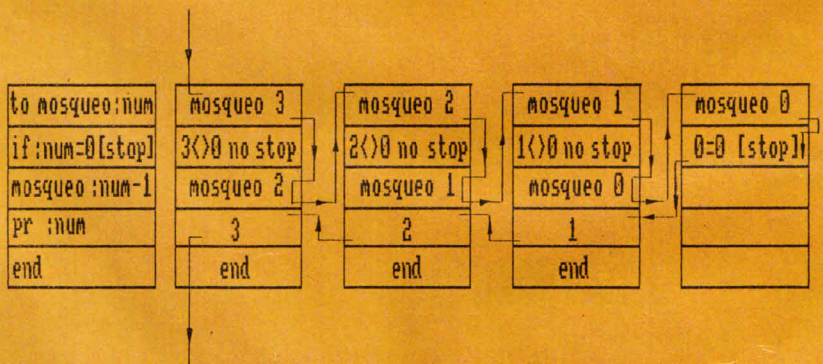 to mosqueo:num
if:num=0[stop]
mosqueo:num-1
pr :num
end
mosqueo 3
3<>0 no stop
mosqueo 2
3
end
mosqueo 2
2<>0 no stop
mosqueo 1
2
end
mosqueo 1
1<>0 no stop
mosqueo 0
1
end
mosqueo 0
0=0 [stop]